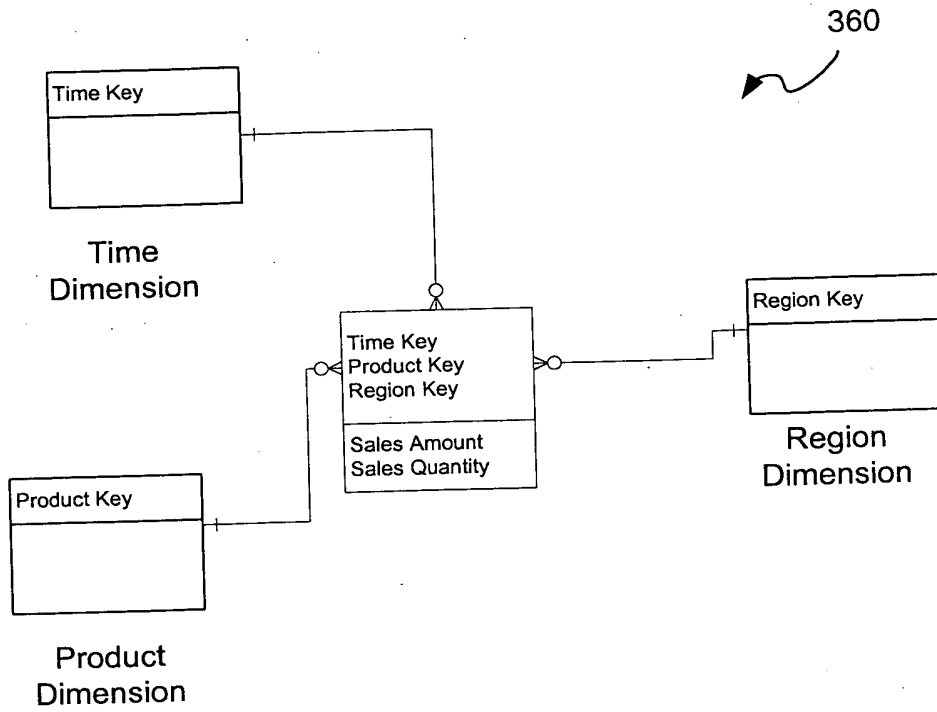 360
Time Key
Time
Dimension
Region Key
Time Key
Product Key
Region Key
Sales Amount
Sales Quantity
Region
Dimension
Product Key
Product
Dimension